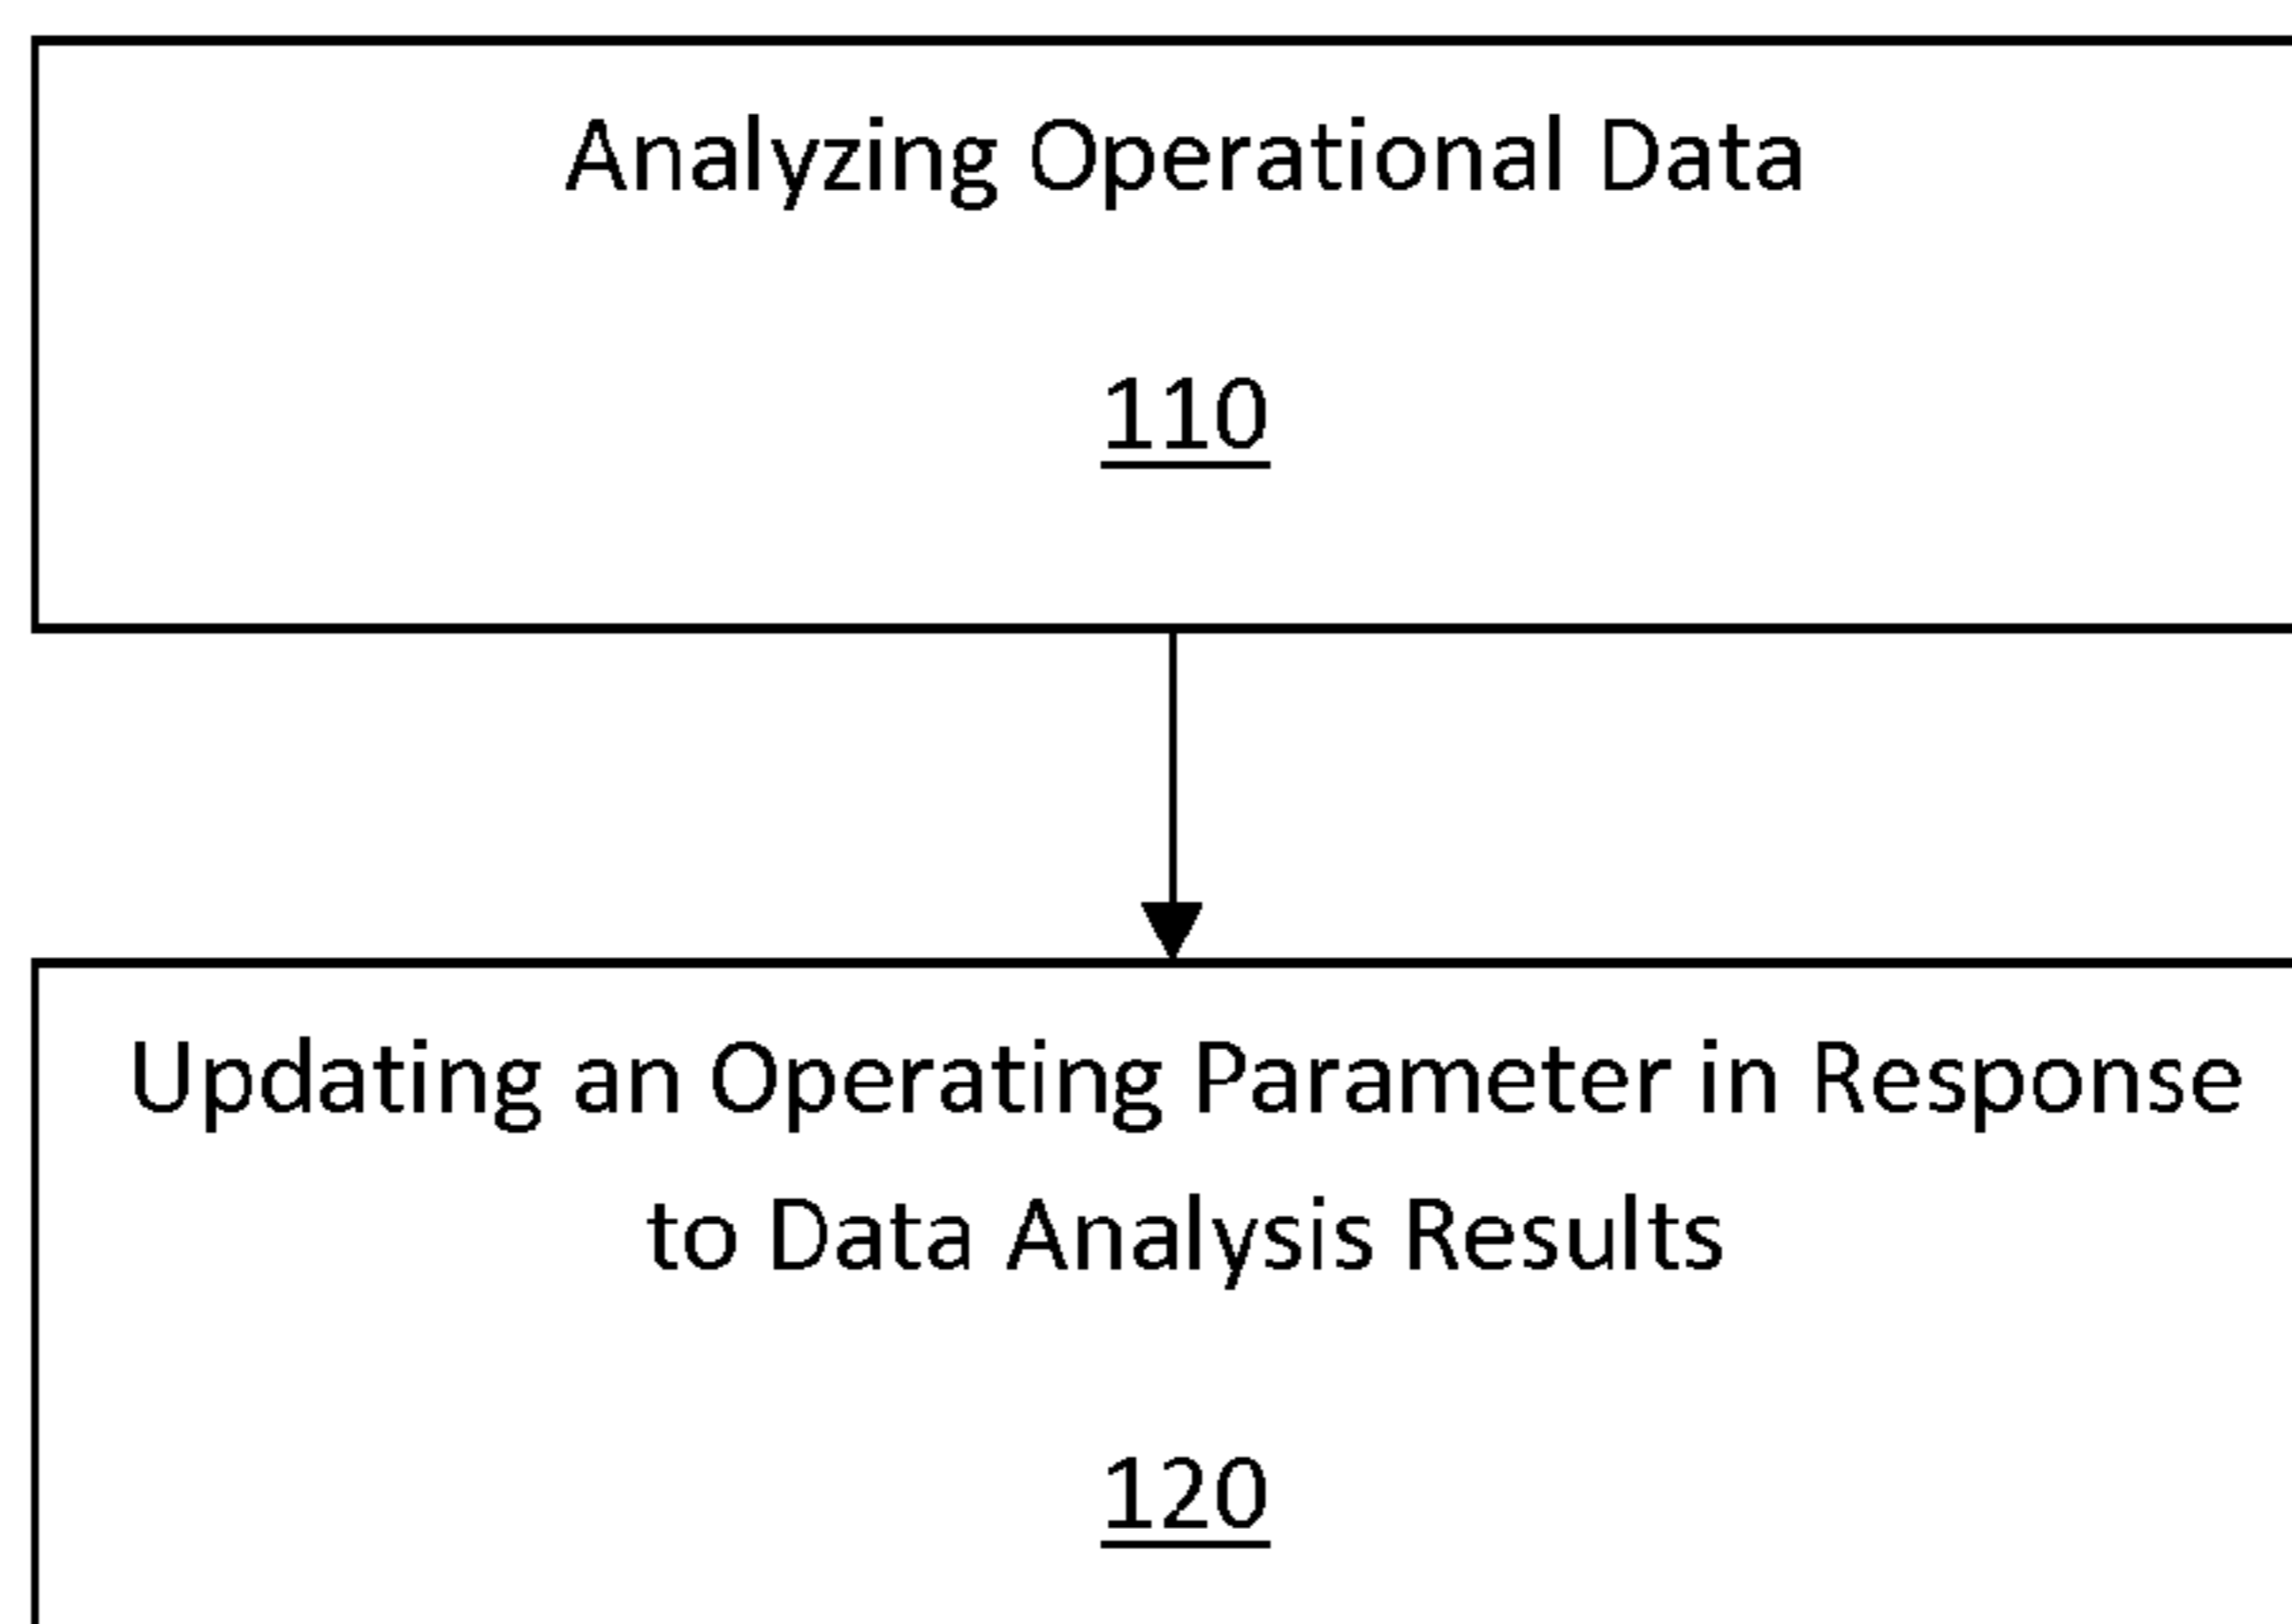 Analyzing Operational Data
110
Updating an Operating Parameter in Response
to Data Analysis Results
120